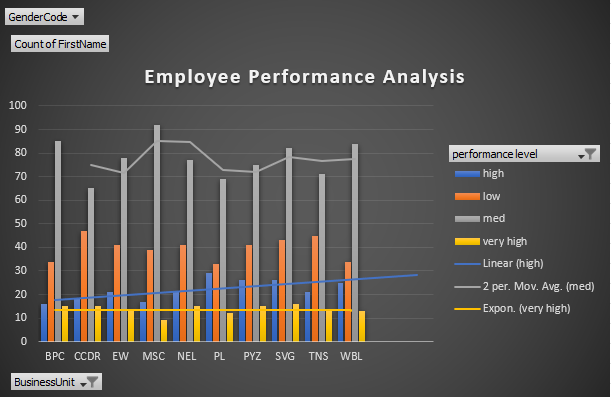 GenderCode
Count of FirstName
Employee Performance Analysis
100
90
80
70
60
50
40
30
20
10
0
BPC CCDR EW MSC NEL PL PYZ SVG TNS WBL
performance level
high
low
med
very high
Linear (high)
2 per. Mov. Avg. (med)
Expon. (very high)
BusinessUnit